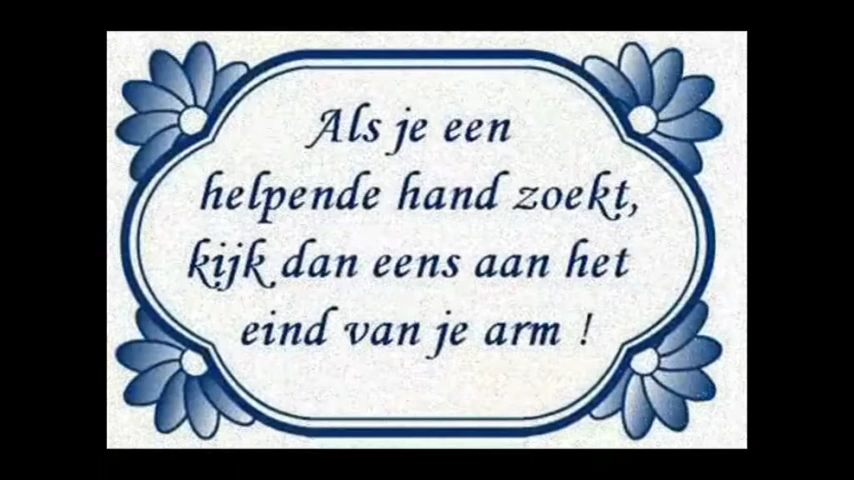 Als je een
helpende hand zoekt,
kijk dan eens aan het
eind van je arm !